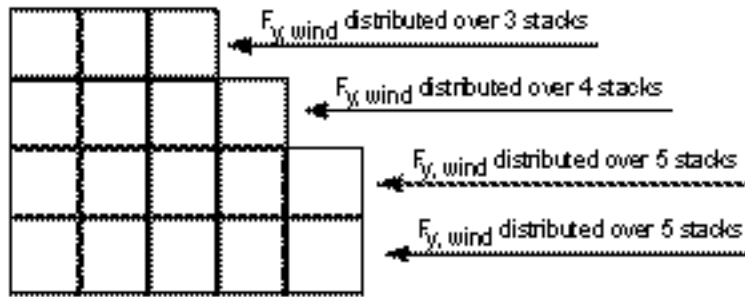 Fy, wind distributed over 3 stacks
Fy, wind distributed over 4 stacks
Fy, wind distributed over 5 stacks
Fy, wind distributed over 5 stacks